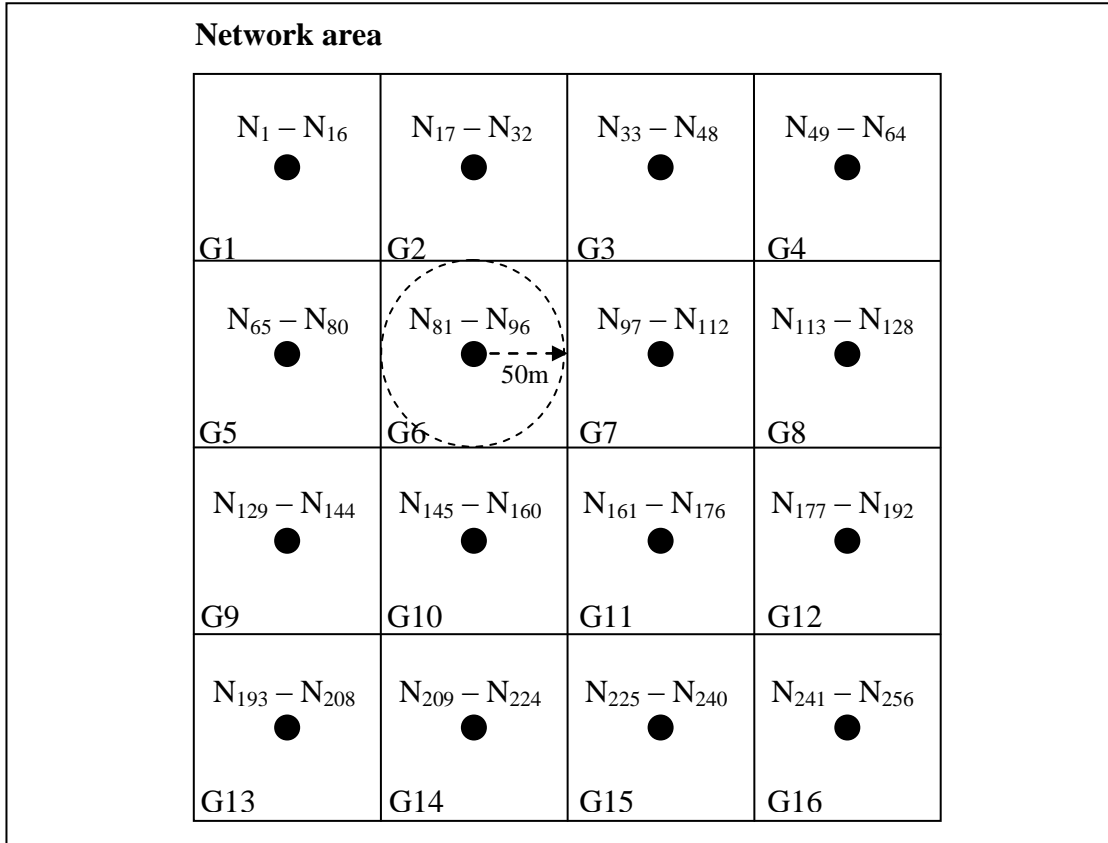 Network area
N₁ – N₁₆ N₁₇ – N₃₂ N₃₃ – N₄₈ N₄₉ – N₆₄
G1 G2 G3 G4
N₆₅ – N₈₀ N₈₁ – N₉₆ N₉₇ – N₁₁₂ N₁₁₃ – N₁₂₈
50m
G5 G6 G7 G8
N₁₂₉ – N₁₄₄ N₁₄₅ – N₁₆₀ N₁₆₁ – N₁₇₆ N₁₇₇ – N₁₉₂
G9 G10 G11 G12
N₁₉₃ – N₂₀₈ N₂₀₉ – N₂₂₄ N₂₂₅ – N₂₄₀ N₂₄₁ – N₂₅₆
G13 G14 G15 G16